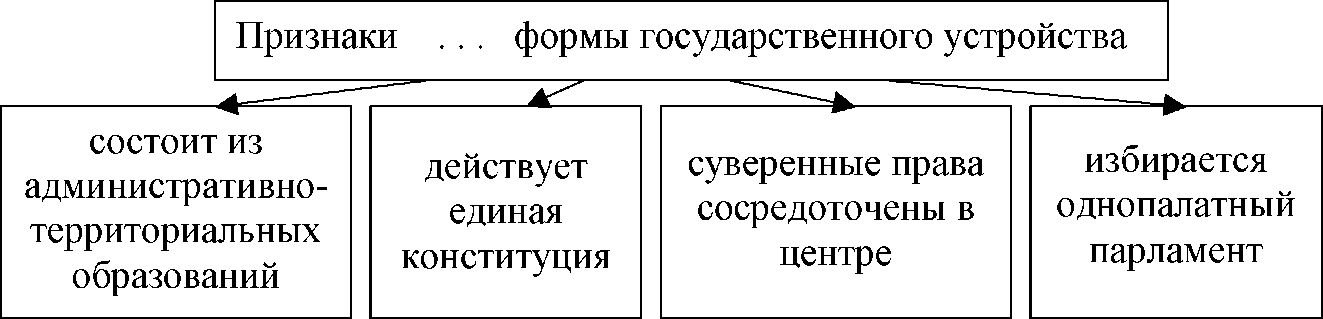 Признаки ... формы государственного устройства
состоит из
административно-
территориальных
образований
действует
единая
конституция
суверенные права
сосредоточены в
центре
избирается
однопалатный
парламент